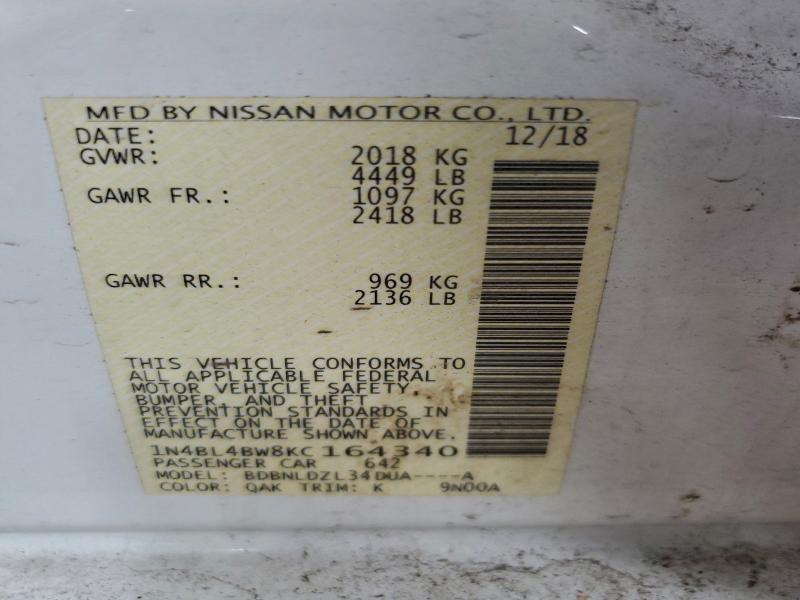 MFD BY NISSAN MOTOR CO., LTD.
DATE: 12/18
GVWR: 2018 KG
4449 LB
GAWR FR.: 1097 KG
2418 LB
GAWR RR.: 969 KG
2136 LB
THIS VEHICLE CONFORMS TO
ALL APPLICABLE FEDERAL
MOTOR VEHICLE SAFETY,
BUMPER, AND THEFT
PREVENTION STANDARDS IN
EFFECT ON THE DATE OF
MANUFACTURE SHOWN ABOVE.
1N4BL4BW8KC164340
PASSENGER CAR 642
MODEL: BDBNLDZL34DUA----A
COLOR: QAK TRIM: K 9N00A